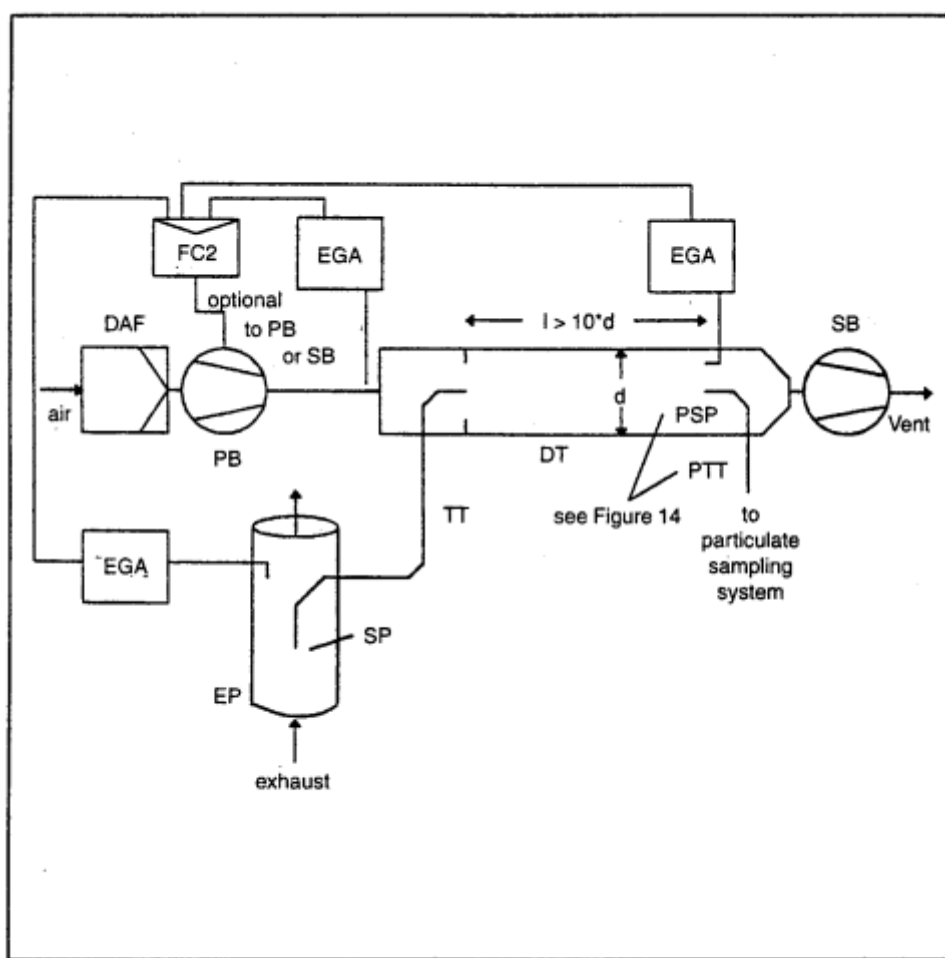 FC2
EGA
EGA
optional
to PB
or SB
DAF
l > 10*d
SB
air
PB
d
PSP
Vent
DT
PTT
TT
see Figure 14
to
particulate
sampling
system
EGA
SP
EP
exhaust